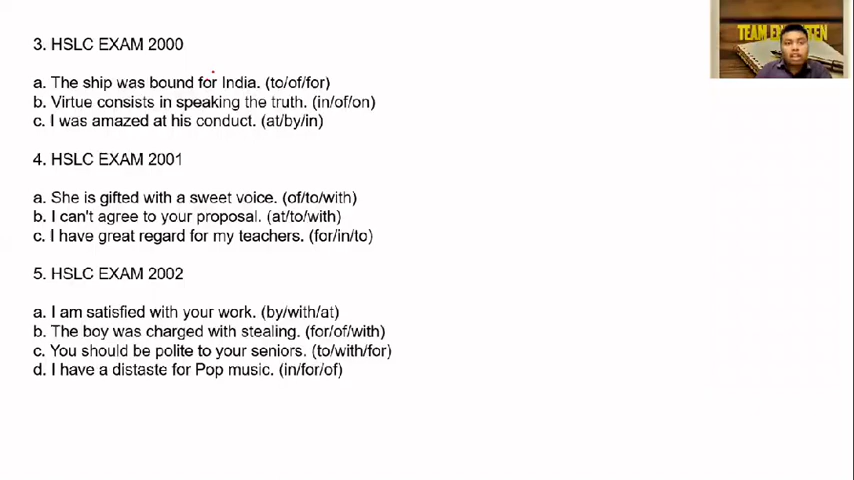 TEAM EN
TEN
3. HSLC EXAM 2000
a. The ship was bound for India. (to/of/for)
b. Virtue consists in speaking the truth. (in/of/on)
c. I was amazed at his conduct. (at/by/in)
4. HSLC EXAM 2001
a. She is gifted with a sweet voice. (of/to/with)
b. I can't agree to your proposal. (at/to/with)
c. I have great regard for my teachers. (for/in/to)
5. HSLC EXAM 2002
a. I am satisfied with your work. (by/with/at)
b. The boy was charged with stealing. (for/of/with)
c. You should be polite to your seniors. (to/with/for)
d. I have a distaste for Pop music. (in/for/of)